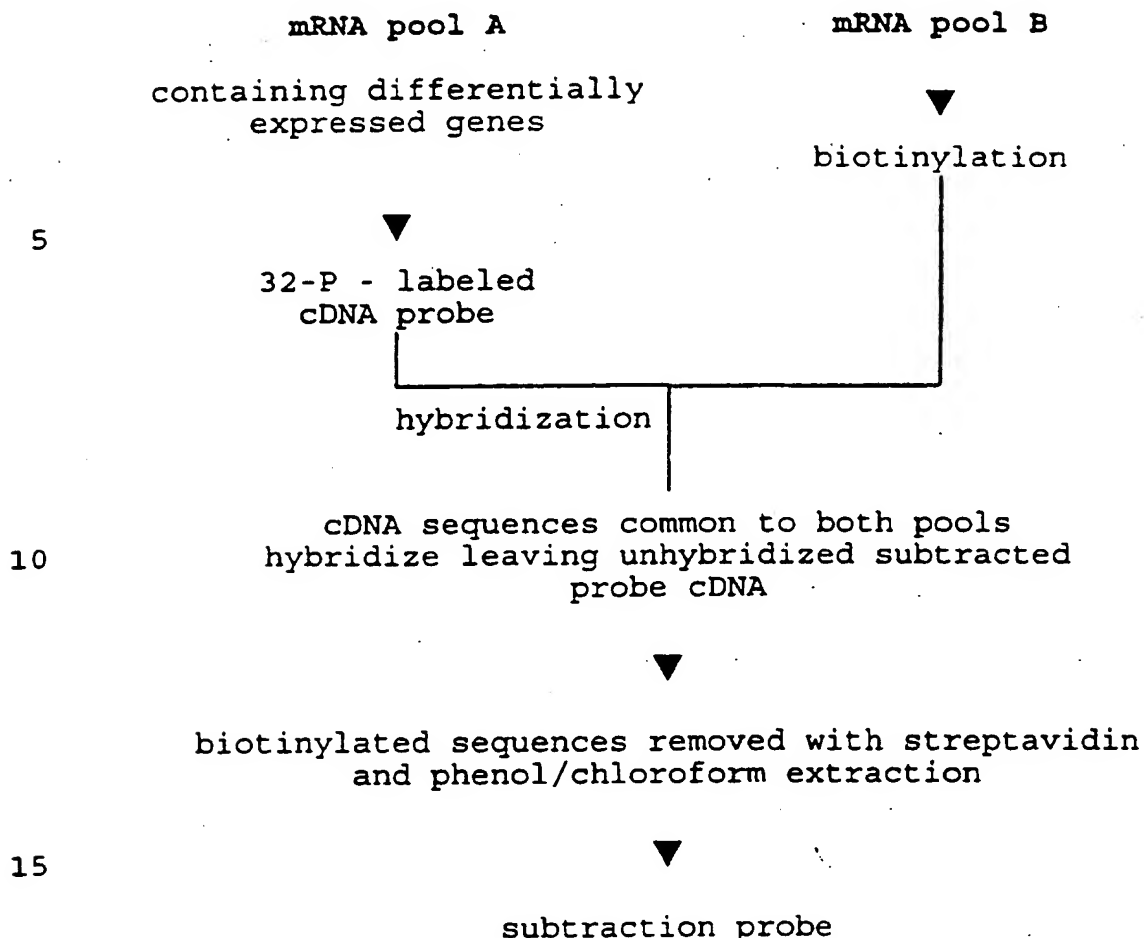 mRNA pool A
mRNA pool B
containing differentially
expressed genes
biotinylation
5
32-P - labeled
cDNA probe
hybridization
cDNA sequences common to both pools
10
hybridize leaving unhybridized subtracted
probe cDNA
biotinylated sequences removed with streptavidin
and phenol/chloroform extraction
15
subtraction probe